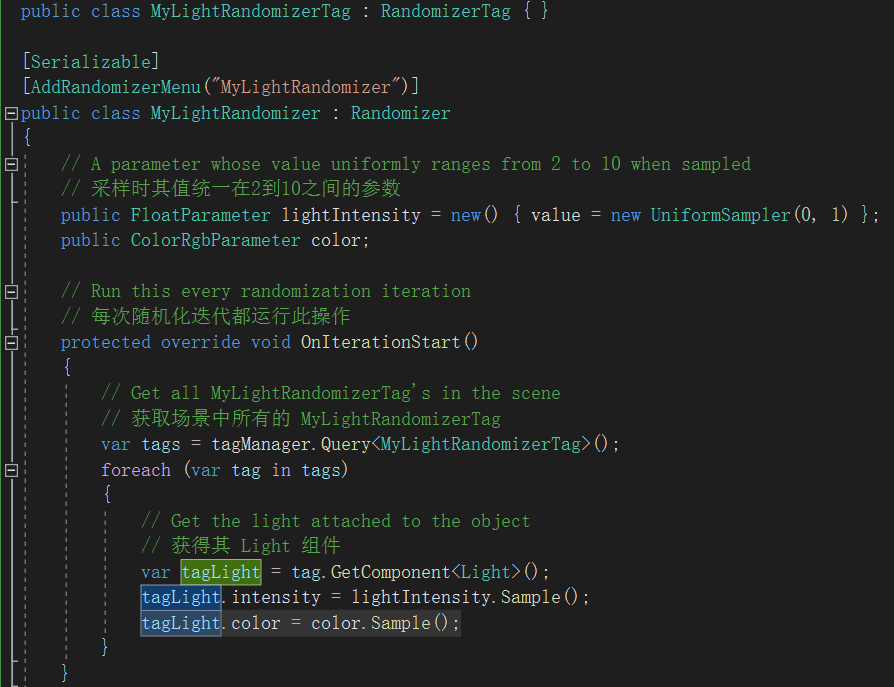 public class MyLightRandomizerTag : RandomizerTag { }
[Serializable]
[AddRandomizerMenu("MyLightRandomizer")]
public class MyLightRandomizer : Randomizer
{
// A parameter whose value uniformly ranges from 2 to 10 when sampled
// 采样时其值统一在2到10之间的参数
public FloatParameter lightIntensity = new() { value = new UniformSampler(0, 1) };
public ColorRgbParameter color;
// Run this every randomization iteration
// 每次随机化迭代都运行此操作
protected override void OnIterationStart()
{
// Get all MyLightRandomizerTag's in the scene
// 获取场景中所有的 MyLightRandomizerTag
var tags = tagManager.Query<MyLightRandomizerTag>();
foreach (var tag in tags)
{
// Get the light attached to the object
// 获得其 Light 组件
var tagLight = tag.GetComponent<Light>();
tagLight.intensity = lightIntensity.Sample();
tagLight.color = color.Sample();
}
}